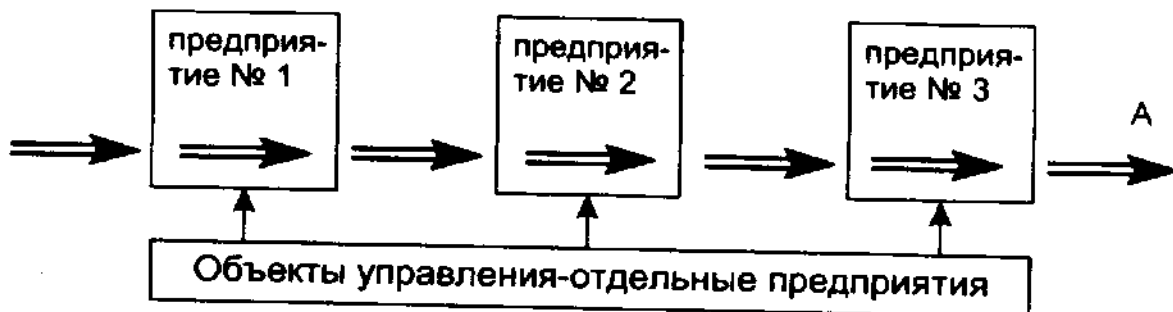 предприя-
тие № 1
предприя-
тие № 2
предприя-
тие № 3
А
Объекты управления-отдельные предприятия